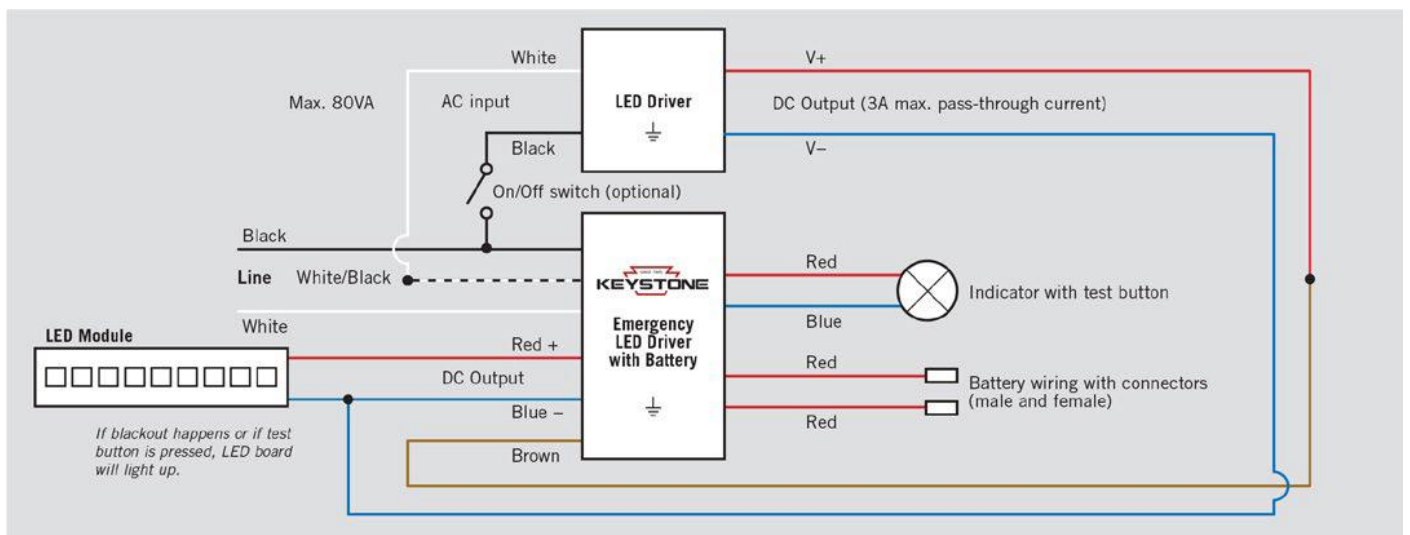 White
V+
Max. 80VA
AC input
LED Driver
DC Output (3A max. pass-through current)
Black
V–
On/Off switch (optional)
Black
Line
White/Black
KEYSTONE
Red
Indicator with test button
White
Blue
Emergency
LED Driver
with Battery
LED Module
Red +
DC Output
Blue –
Red
Battery wiring with connectors
(male and female)
Red
If blackout happens or if test
button is pressed, LED board
will light up.
Brown